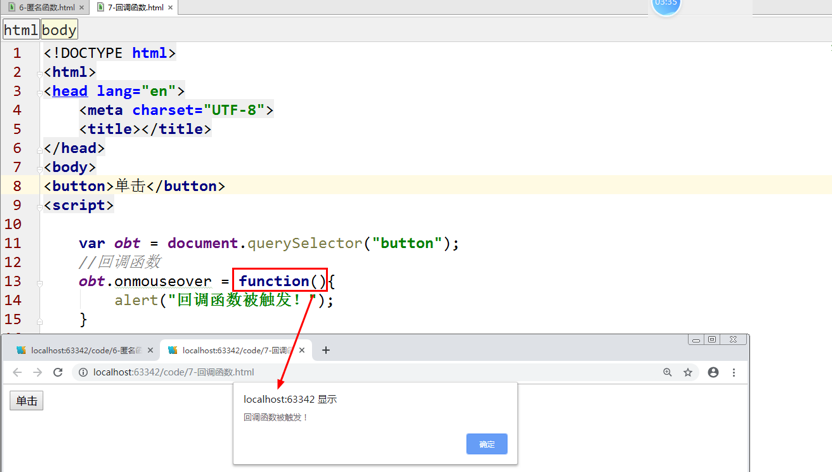 6-匿名函数.html × 7-回调函数.html ×
03:35
html body
1 <!DOCTYPE html>
2 <html>
3 <head lang="en">
4 <meta charset="UTF-8">
5 <title></title>
6 </head>
7 <body>
8 <button>单击</button>
9 <script>
10
11 var obt = document.querySelector("button");
12 //回调函数
13 obt.onmouseover = function(){
14 alert("回调函数被触发！");
15 }
localhost:63342/code/6-匿名函 × localhost:63342/code/7-回调函 × +
localhost:63342/code/7-回调函数.html
单击
localhost:63342 显示
回调函数被触发！
确定